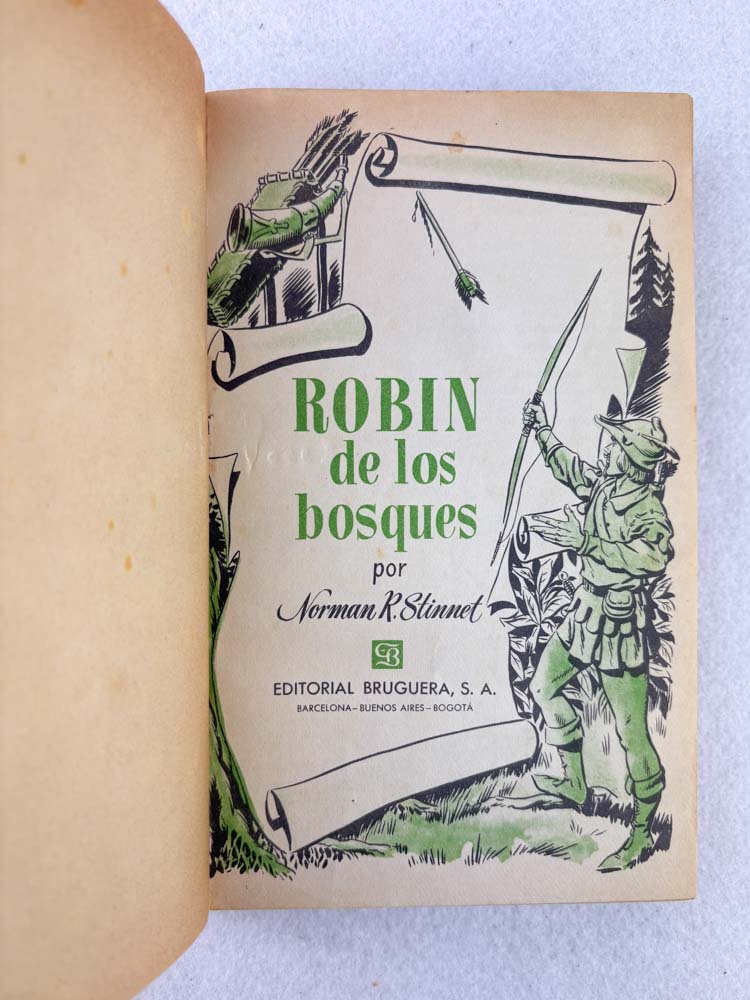 ROBIN
de los
bosques
por
Norman R. Stinnet
EB
EDITORIAL BRUGUERA, S. A.
BARCELONA – BUENOS AIRES – BOGOTÁ